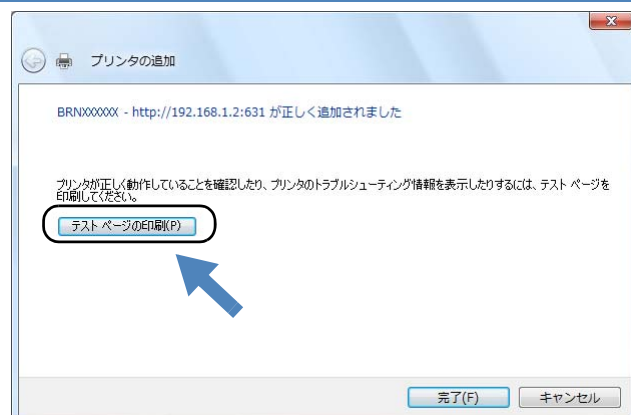 プリンタの追加
BRNXXXXXX - http://192.168.1.2:631 が正しく追加されました
プリンタが正しく動作していることを確認したり、プリンタのトラブルシューティング情報を表示したりするには、テスト ページを
印刷してください。
テスト ページの印刷(P)
完了(F)
キャンセル